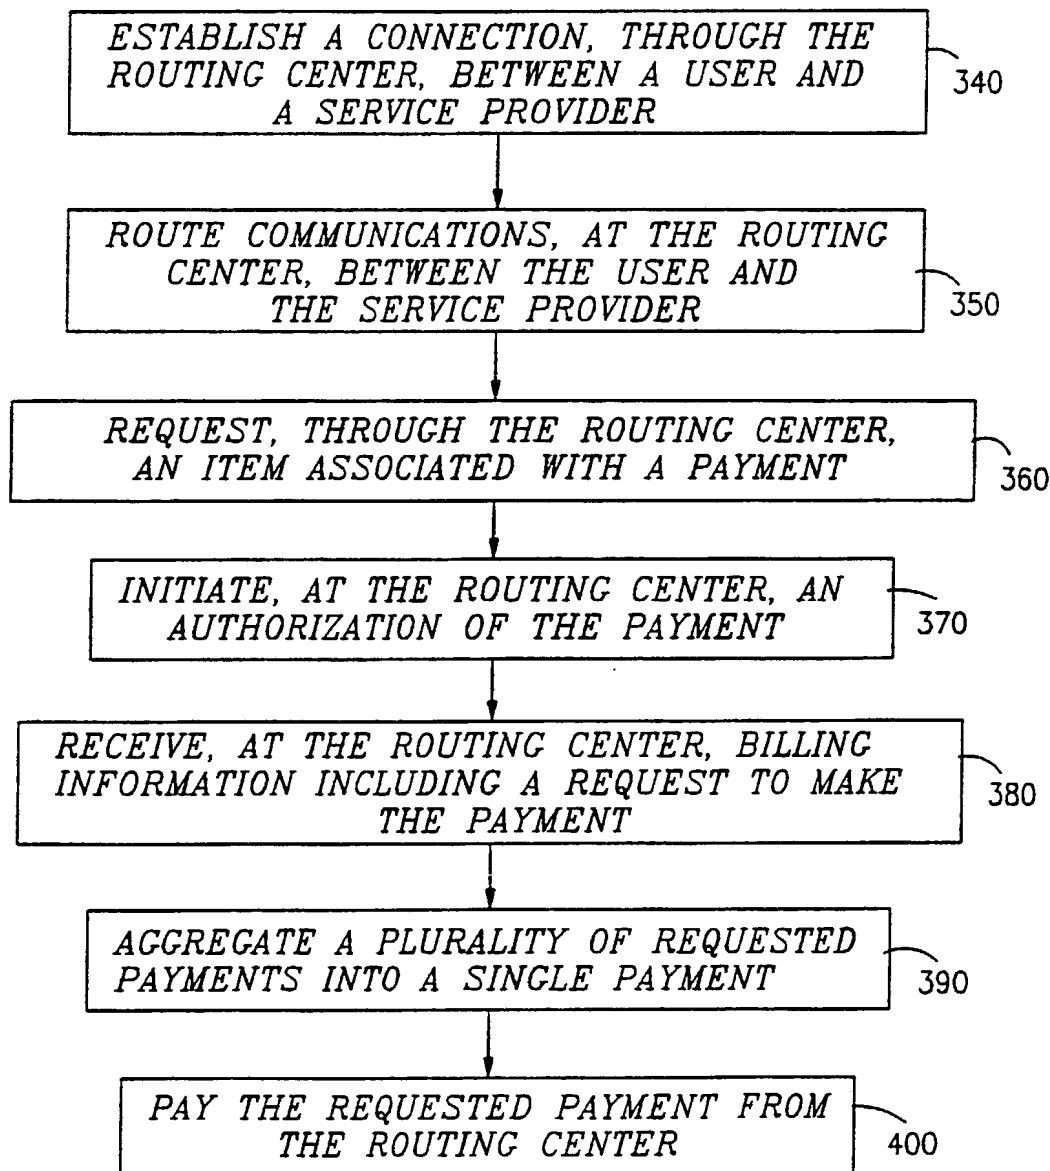 ESTABLISH A CONNECTION, THROUGH THE
ROUTING CENTER, BETWEEN A USER AND
A SERVICE PROVIDER
340
ROUTE COMMUNICATIONS, AT THE ROUTING
CENTER, BETWEEN THE USER AND
THE SERVICE PROVIDER
350
REQUEST, THROUGH THE ROUTING CENTER,
AN ITEM ASSOCIATED WITH A PAYMENT
360
INITIATE, AT THE ROUTING CENTER, AN
AUTHORIZATION OF THE PAYMENT
370
RECEIVE, AT THE ROUTING CENTER, BILLING
INFORMATION INCLUDING A REQUEST TO MAKE
THE PAYMENT
380
AGGREGATE A PLURALITY OF REQUESTED
PAYMENTS INTO A SINGLE PAYMENT
390
PAY THE REQUESTED PAYMENT FROM
THE ROUTING CENTER
400